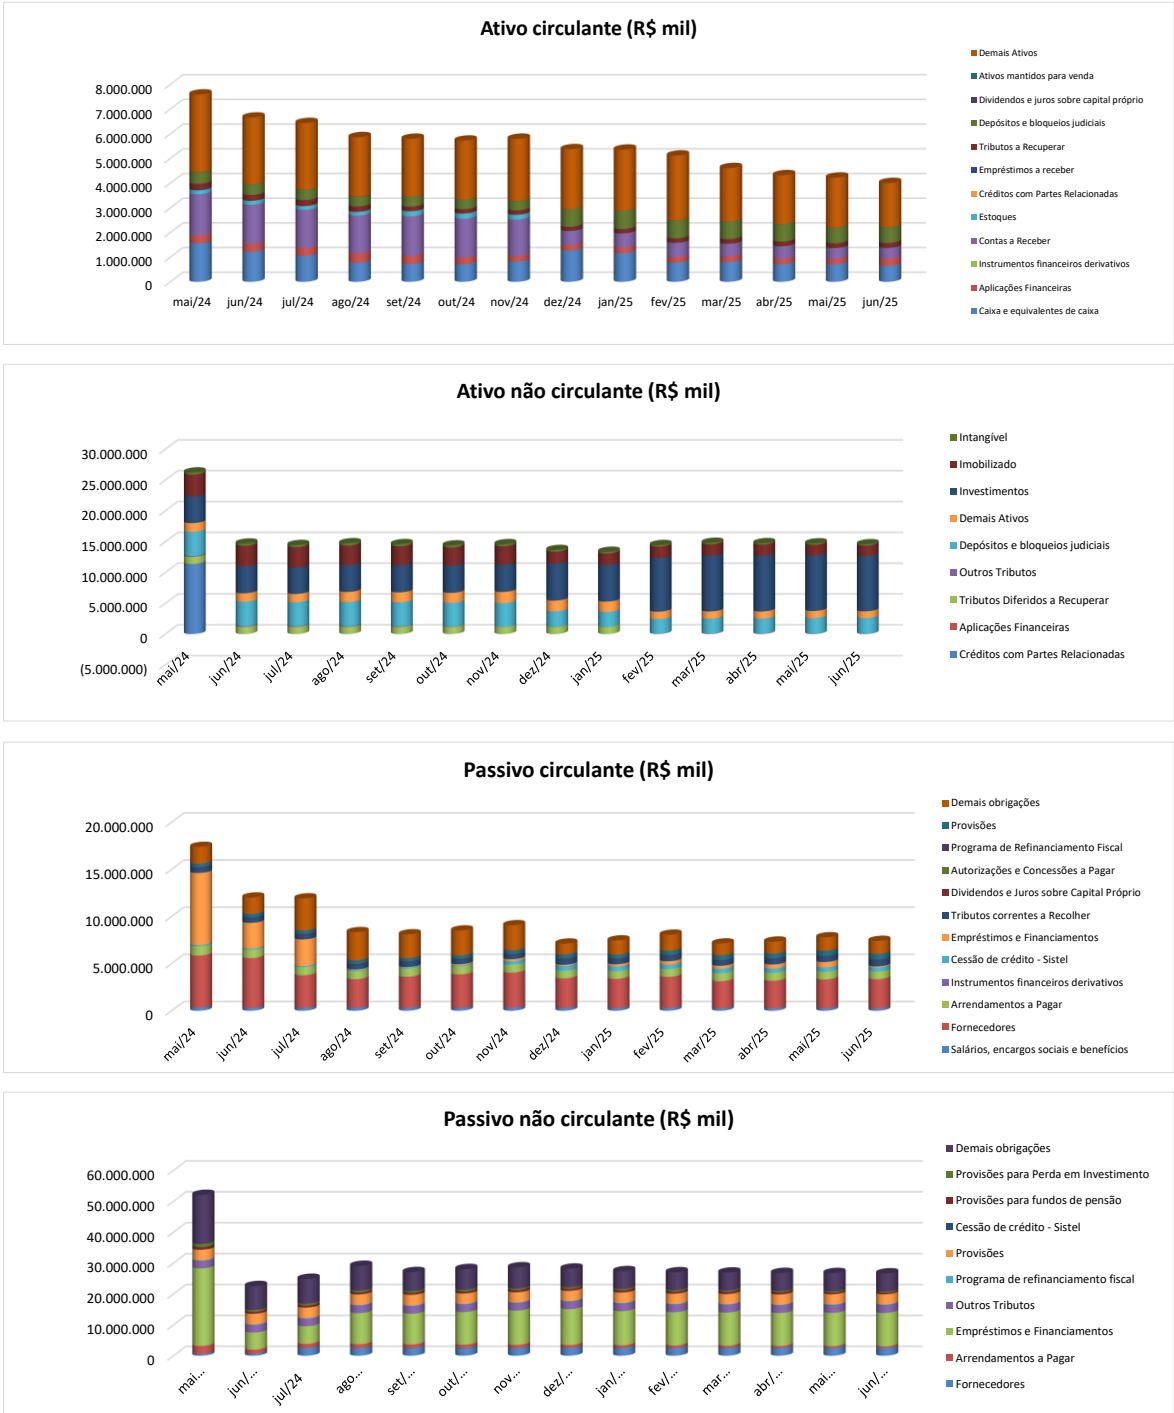 Ativo circulante (R$ mil)
8.000.000
7.000.000
6.000.000
5.000.000
4.000.000
3.000.000
2.000.000
1.000.000
0
mai/24 jun/24 jul/24 ago/24 set/24 out/24 nov/24 dez/24 jan/25 fev/25 mar/25 abr/25 mai/25 jun/25
Demais Ativos
Ativos mantidos para venda
Dividendos e juros sobre capital próprio
Depósitos e bloqueios judiciais
Tributos a Recuperar
Empréstimos a receber
Créditos com Partes Relacionadas
Estoques
Contas a Receber
Instrumentos financeiros derivativos
Aplicações Financeiras
Caixa e equivalentes de caixa
Ativo não circulante (R$ mil)
30.000.000
25.000.000
20.000.000
15.000.000
10.000.000
5.000.000
0
(5.000.000)
mai/24 jun/24 jul/24 ago/24 set/24 out/24 nov/24 dez/24 jan/25 fev/25 mar/25 abr/25 mai/25 jun/25
Intangível
Imobilizado
Investimentos
Demais Ativos
Depósitos e bloqueios judiciais
Outros Tributos
Tributos Diferidos a Recuperar
Aplicações Financeiras
Créditos com Partes Relacionadas
Passivo circulante (R$ mil)
20.000.000
15.000.000
10.000.000
5.000.000
0
mai/24 jun/24 jul/24 ago/24 set/24 out/24 nov/24 dez/24 jan/25 fev/25 mar/25 abr/25 mai/25 jun/25
Demais obrigações
Provisões
Programa de Refinanciamento Fiscal
Autorizações e Concessões a Pagar
Dividendos e Juros sobre Capital Próprio
Tributos correntes a Recolher
Empréstimos e Financiamentos
Cessão de crédito - Sistel
Instrumentos financeiros derivativos
Arrendamentos a Pagar
Fornecedores
Salários, encargos sociais e benefícios
Passivo não circulante (R$ mil)
60.000.000
50.000.000
40.000.000
30.000.000
20.000.000
10.000.000
0
mai... jun/... jul/24 ago... set/... out/... nov... dez/... jan/... fev/... mar... abr/... mai... jun/...
Demais obrigações
Provisões para Perda em Investimento
Provisões para fundos de pensão
Cessão de crédito - Sistel
Provisões
Programa de refinanciamento fiscal
Outros Tributos
Empréstimos e Financiamentos
Arrendamentos a Pagar
Fornecedores